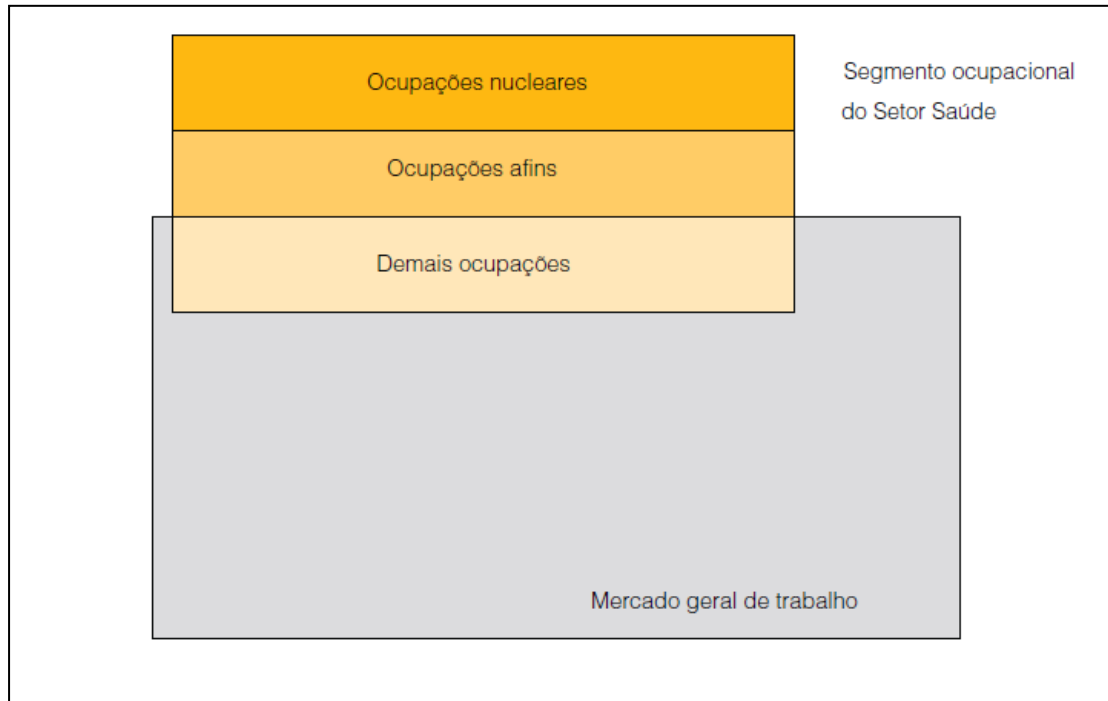 Ocupações nucleares
Segmento ocupacional
do Setor Saúde
Ocupações afins
Demais ocupações
Mercado geral de trabalho